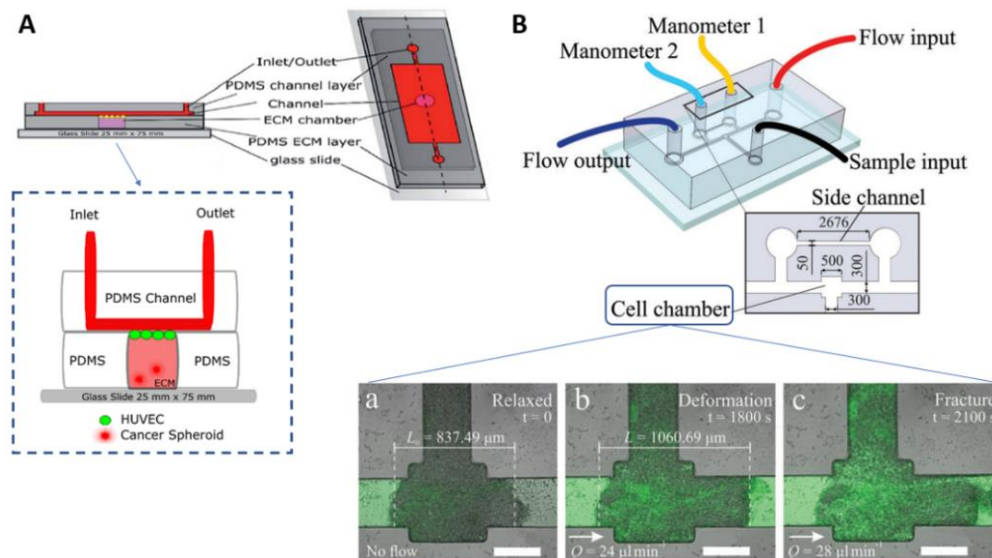 A
Inlet/Outlet
PDMS channel layer
Channel
ECM chamber
Glass Slide 25 mm x 75 mm
PDMS ECM layer
glass slide
Inlet
Outlet
PDMS Channel
PDMS
PDMS
ECM
Glass Slide 25 mm x 75 mm
HUVEC
Cancer Spheroid
B
Manometer 1
Manometer 2
Flow input
Flow output
Sample input
Side channel
2676
50
500
300
300
Cell chamber
a
Relaxed
t = 0
L = 837.49 µm
No flow
b
Deformation
t = 1800 s
L = 1060.69 µm
Q = 24 µl min
c
Fracture
t = 2100 s
Q = 28 µl min